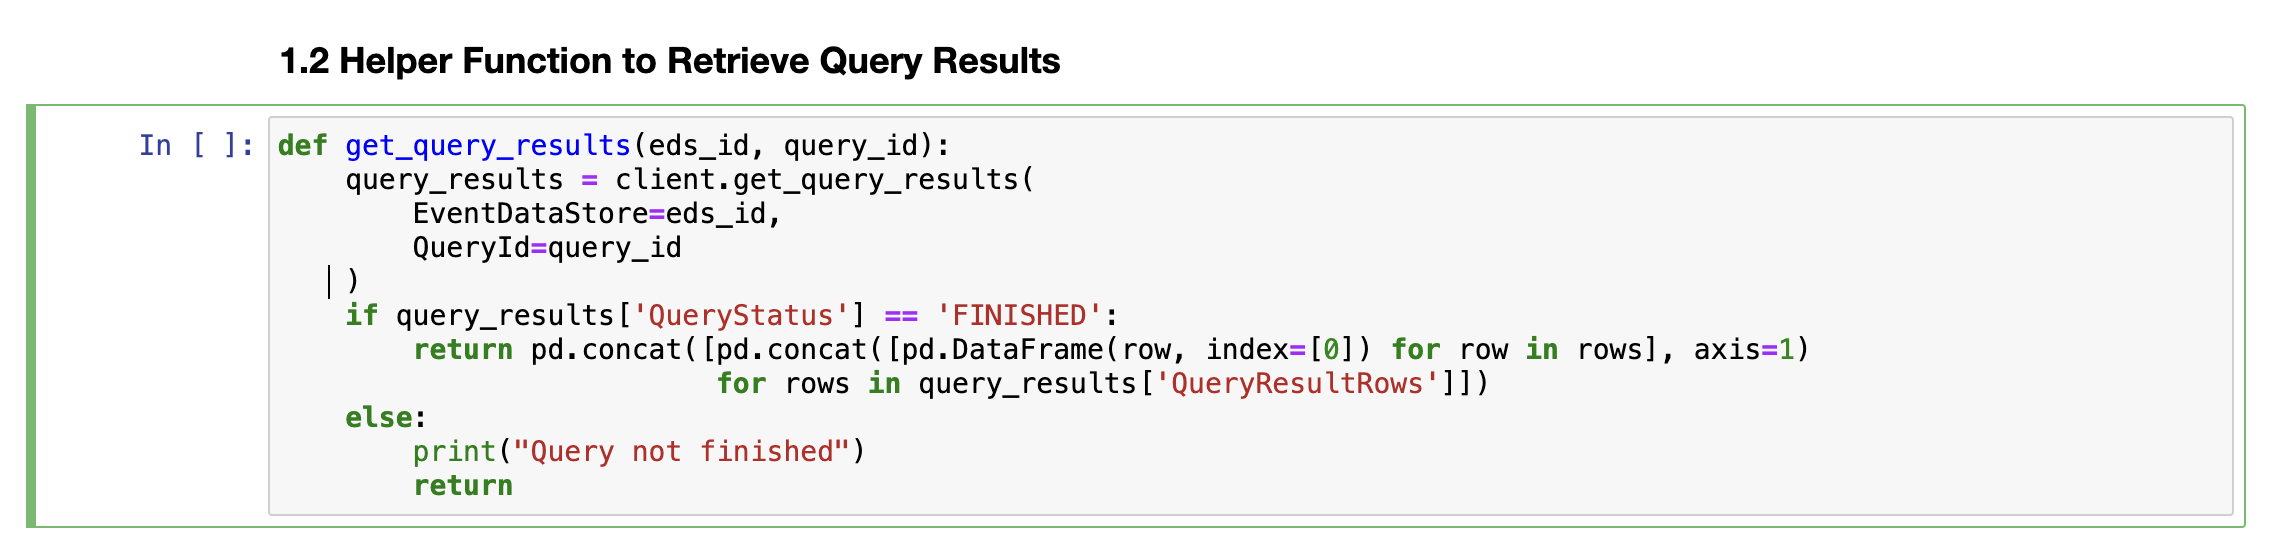 1.2 Helper Function to Retrieve Query Results
In [ ]:
def get_query_results(eds_id, query_id):
    query_results = client.get_query_results(
        EventDataStore=eds_id,
        QueryId=query_id
    )
    if query_results['QueryStatus'] == 'FINISHED':
        return pd.concat([pd.concat([pd.DataFrame(row, index=[0]) for row in rows], axis=1)
                          for rows in query_results['QueryResultRows']])
    else:
        print("Query not finished")
        return